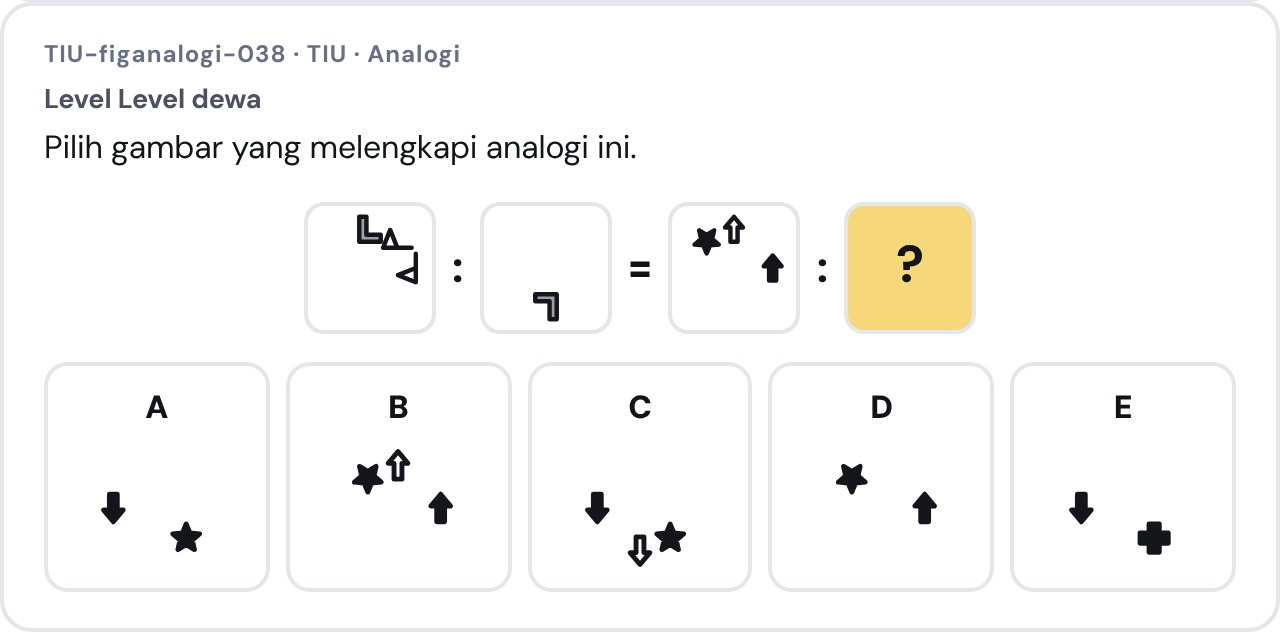 TIU-figanalogi-038 · TIU · Analogi
Level Level dewa
Pilih gambar yang melengkapi analogi ini.
: = : ?
A B C D E